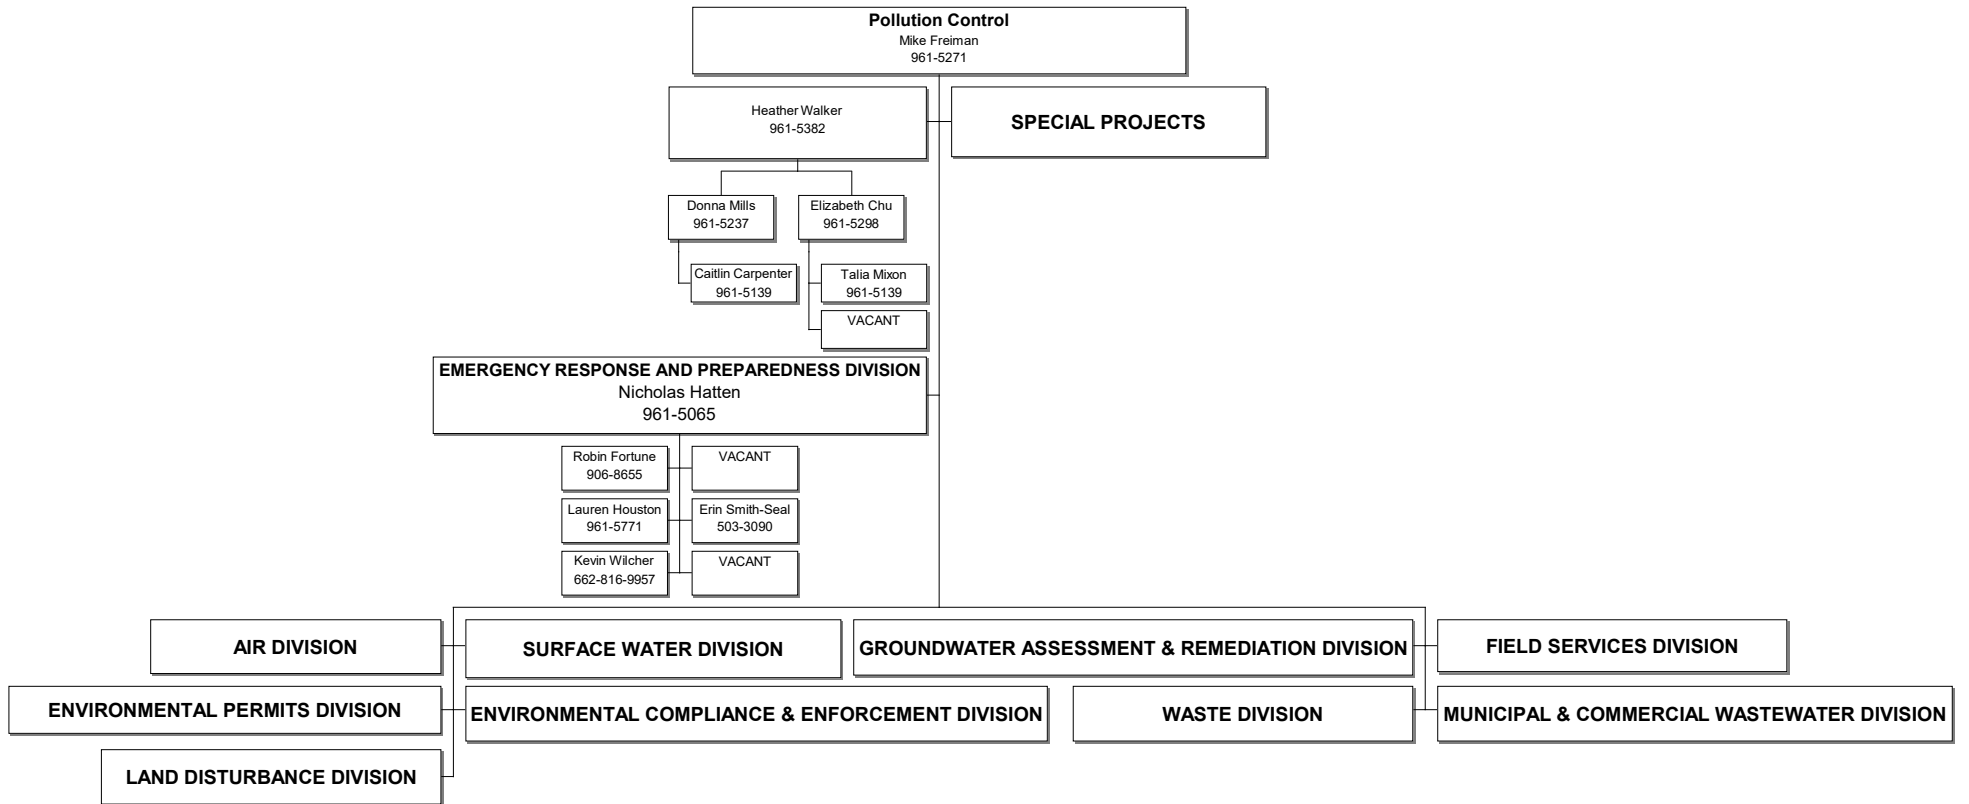 Pollution Control
Mike Freiman
961-5271
Heather Walker
961-5382
SPECIAL PROJECTS
Donna Mills
961-5237
Elizabeth Chu
961-5298
Caitlin Carpenter
961-5139
Talia Mixon
961-5139
VACANT
EMERGENCY RESPONSE AND PREPAREDNESS DIVISION
Nicholas Hatten
961-5065
Robin Fortune
906-8655
VACANT
Lauren Houston
961-5771
Erin Smith-Seal
503-3090
Kevin Wilcher
662-816-9957
VACANT
AIR DIVISION
SURFACE WATER DIVISION
GROUNDWATER ASSESSMENT & REMEDIATION DIVISION
FIELD SERVICES DIVISION
ENVIRONMENTAL PERMITS DIVISION
ENVIRONMENTAL COMPLIANCE & ENFORCEMENT DIVISION
WASTE DIVISION
MUNICIPAL & COMMERCIAL WASTEWATER DIVISION
LAND DISTURBANCE DIVISION